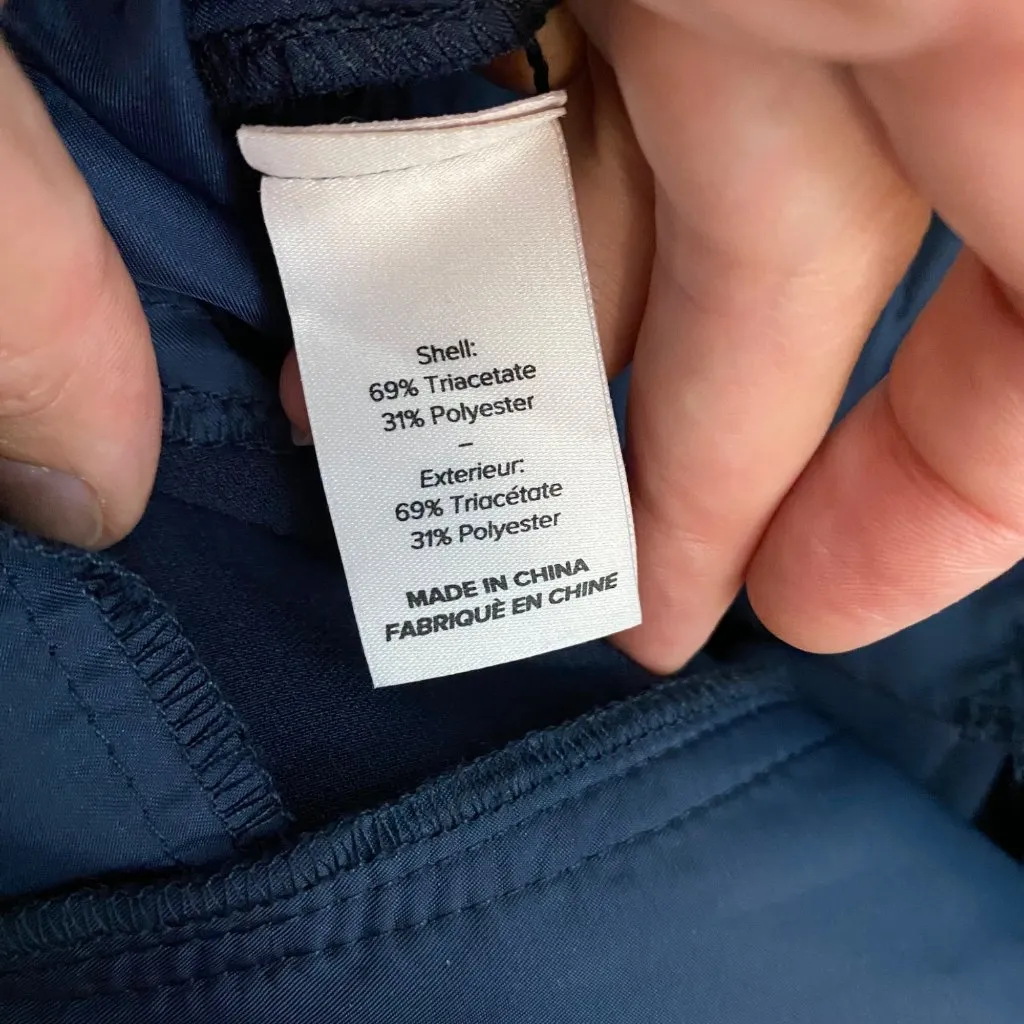 Shell:
69% Triacetate
31% Polyester
–
Exterieur:
69% Triacétate
31% Polyester
MADE IN CHINA
FABRIQUÈ EN CHINE